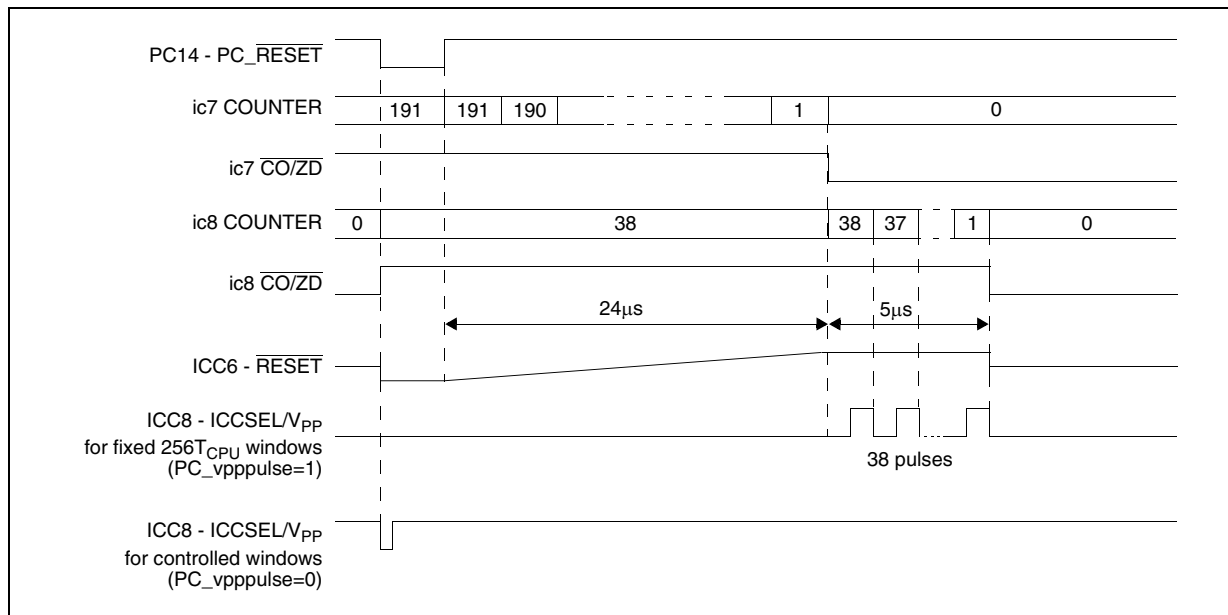 PC14 - PC_RESET
ic7 COUNTER
191 191 190 1 0
ic7 CO/ZD
ic8 COUNTER
0 38 38 37 1 0
ic8 CO/ZD
24μs 5μs
ICC6 - RESET
ICC8 - ICCSEL/VPP
for fixed 256TCPU windows
(PC_vpppulse=1)
38 pulses
ICC8 - ICCSEL/VPP
for controlled windows
(PC_vpppulse=0)